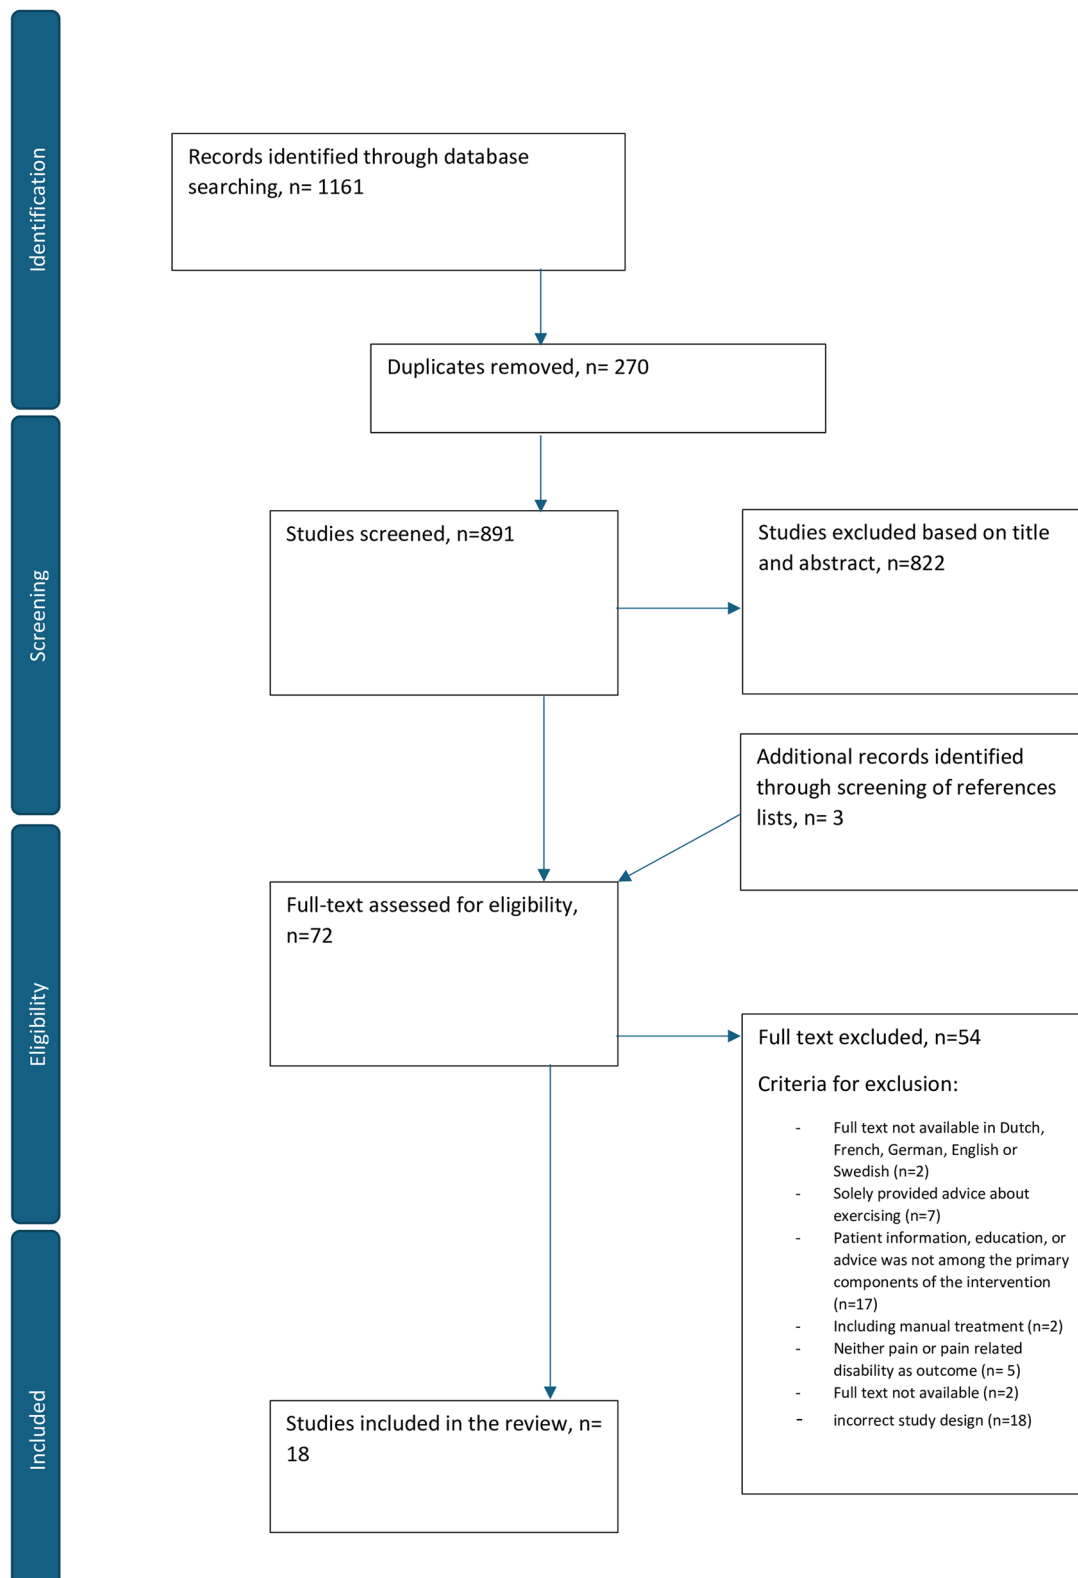 Identification
Records identified through database
searching, n= 1161
Duplicates removed, n= 270
Screening
Studies screened, n=891
Studies excluded based on title
and abstract, n=822
Additional records identified
through screening of references
lists, n= 3
Eligibility
Full-text assessed for eligibility,
n=72
Full text excluded, n=54
Criteria for exclusion:
- Full text not available in Dutch,
French, German, English or
Swedish (n=2)
- Solely provided advice about
exercising (n=7)
- Patient information, education, or
advice was not among the primary
components of the intervention
(n=17)
- Including manual treatment (n=2)
- Neither pain or pain related
disability as outcome (n= 5)
- Full text not available (n=2)
- incorrect study design (n=18)
Included
Studies included in the review, n=
18